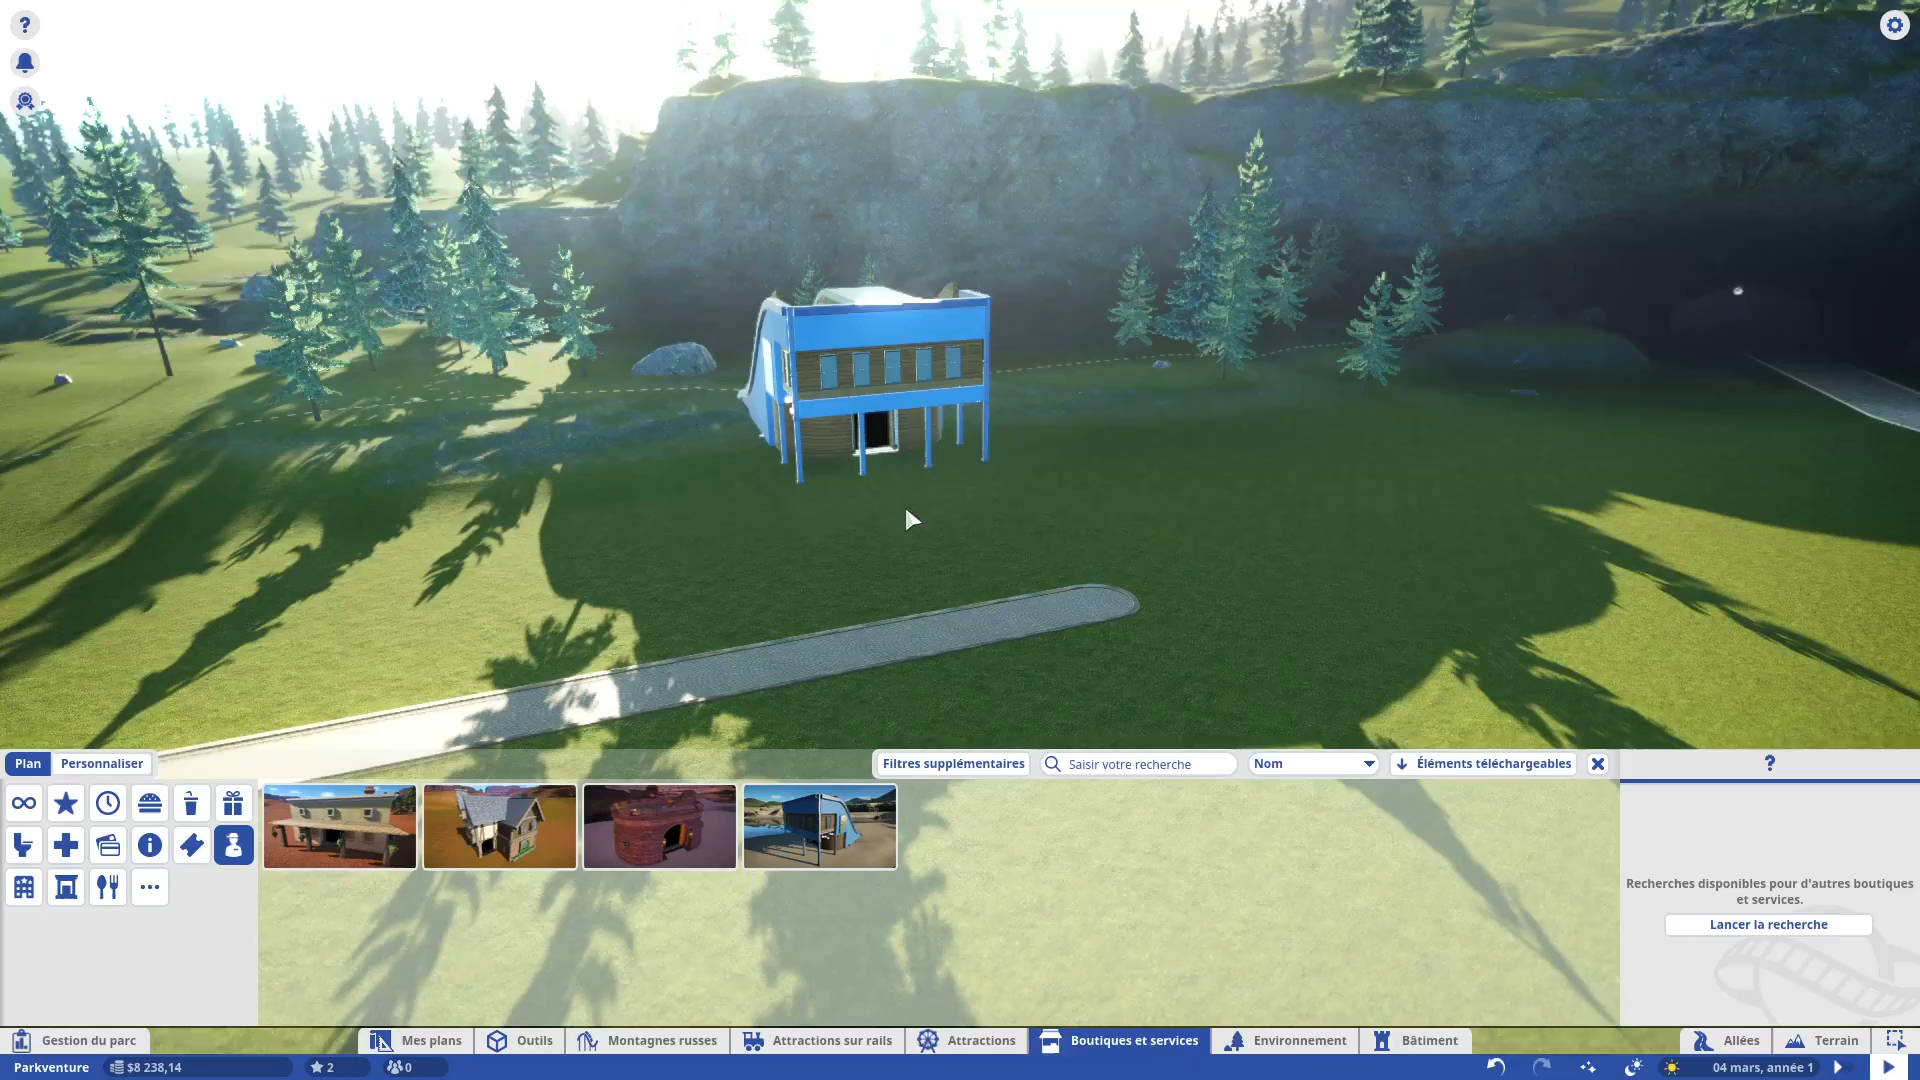 Plan
Personnaliser
Filtres supplémentaires
Saisir votre recherche
Nom
Éléments téléchargeables
?
Recherches disponibles pour d'autres boutiques
et services.
Lancer la recherche
Gestion du parc
Mes plans
Outils
Montagnes russes
Attractions sur rails
Attractions
Boutiques et services
Environnement
Bâtiment
Allées
Terrain
Parkventure
$8 238,14
2
0
04 mars, année 1